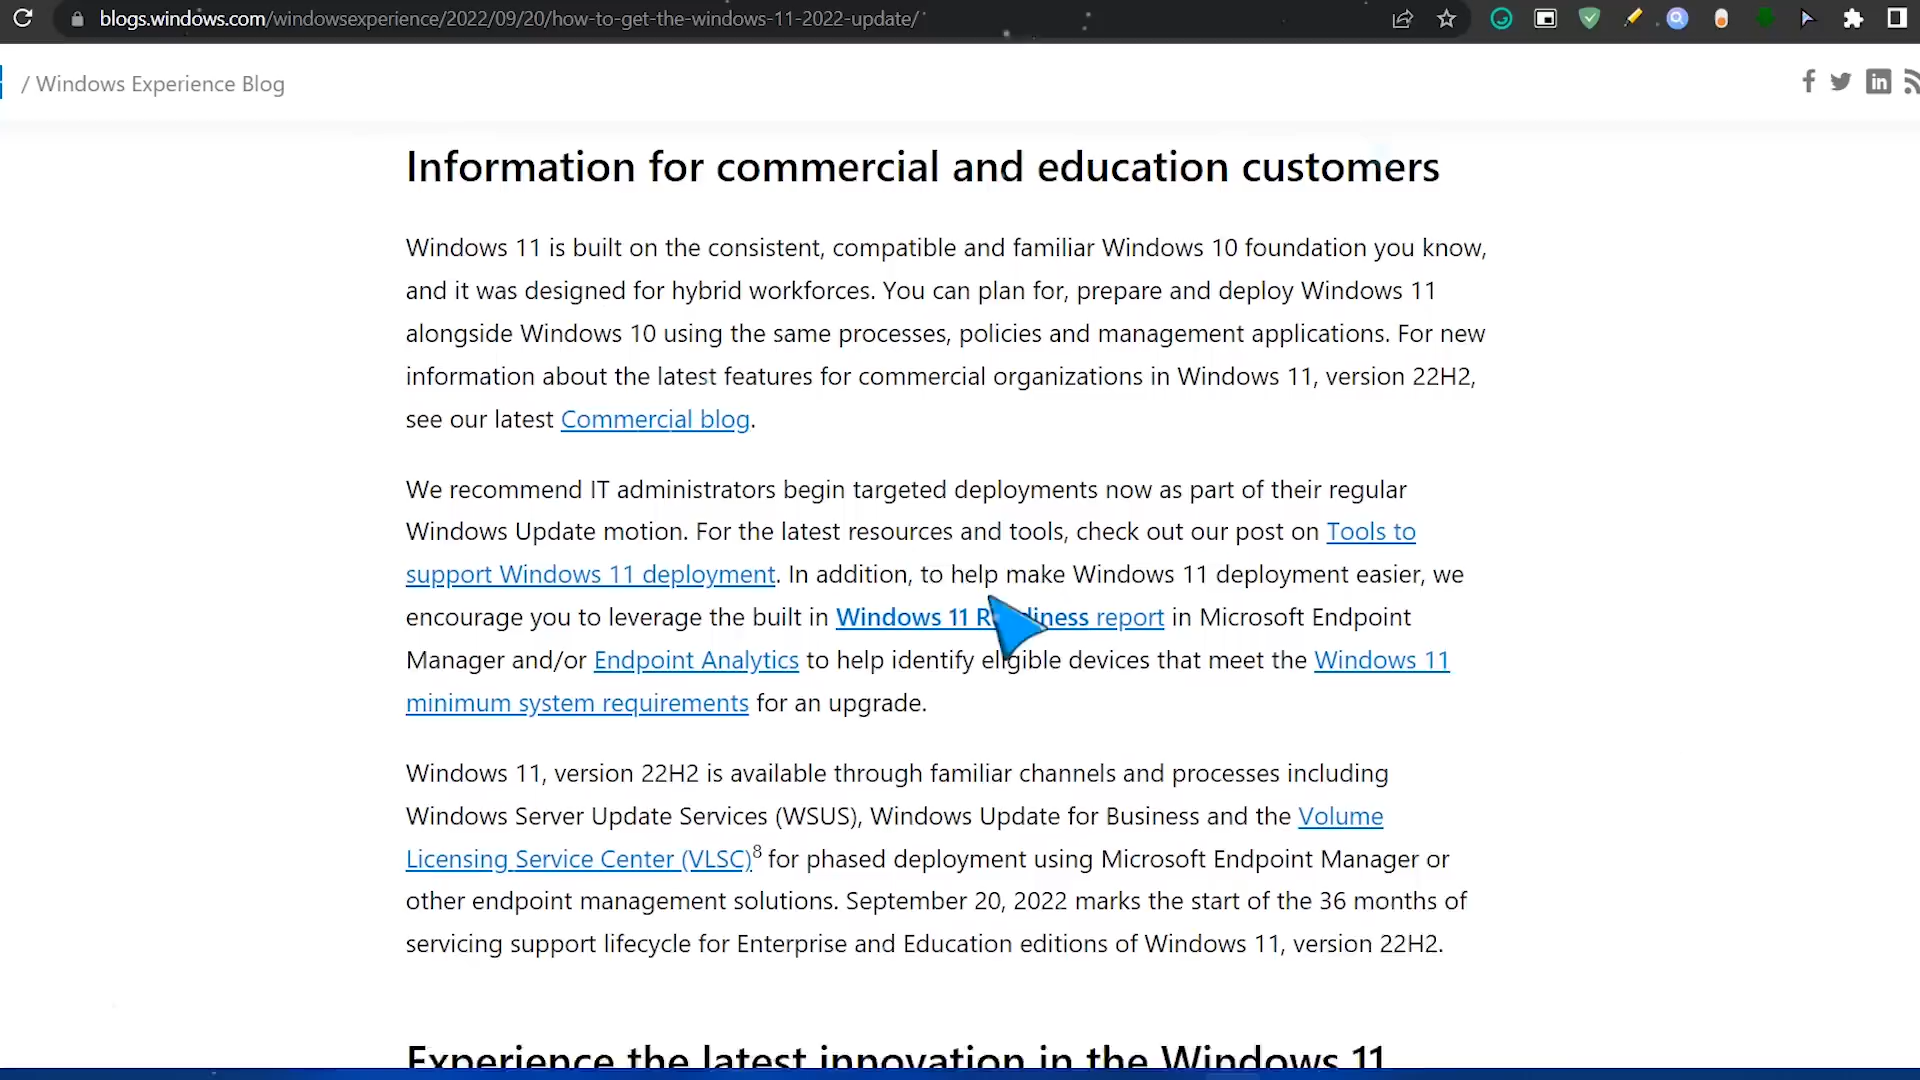 blogs.windows.com/windowsexperience/2022/09/20/how-to-get-the-windows-11-2022-update/
/ Windows Experience Blog
Information for commercial and education customers
Windows 11 is built on the consistent, compatible and familiar Windows 10 foundation you know,
and it was designed for hybrid workforces. You can plan for, prepare and deploy Windows 11
alongside Windows 10 using the same processes, policies and management applications. For new
information about the latest features for commercial organizations in Windows 11, version 22H2,
see our latest Commercial blog.
We recommend IT administrators begin targeted deployments now as part of their regular
Windows Update motion. For the latest resources and tools, check out our post on Tools to
support Windows 11 deployment. In addition, to help make Windows 11 deployment easier, we
encourage you to leverage the built in Windows 11 Readiness report in Microsoft Endpoint
Manager and/or Endpoint Analytics to help identify eligible devices that meet the Windows 11
minimum system requirements for an upgrade.
Windows 11, version 22H2 is available through familiar channels and processes including
Windows Server Update Services (WSUS), Windows Update for Business and the Volume
Licensing Service Center (VLSC)8 for phased deployment using Microsoft Endpoint Manager or
other endpoint management solutions. September 20, 2022 marks the start of the 36 months of
servicing support lifecycle for Enterprise and Education editions of Windows 11, version 22H2.
Experience the latest innovation in the Windows 11